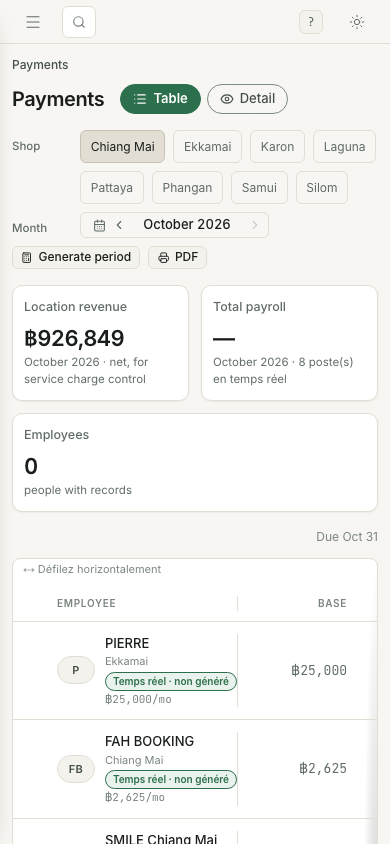 ?
Payments
Payments
Table
Detail
Shop
Chiang Mai
Ekkamai
Karon
Laguna
Pattaya
Phangan
Samui
Silom
Month
October 2026
Generate period
PDF
Location revenue
฿926,849
October 2026 · net, for
service charge control
Total payroll
—
October 2026 · 8 poste(s)
en temps réel
Employees
0
people with records
Due Oct 31
↔ Défilez horizontalement
EMPLOYEE
BASE
P
PIERRE
Ekkamai
Temps réel · non généré
฿25,000/mo
฿25,000
FB
FAH BOOKING
Chiang Mai
Temps réel · non généré
฿2,625/mo
฿2,625
SMILE Chiang Mai